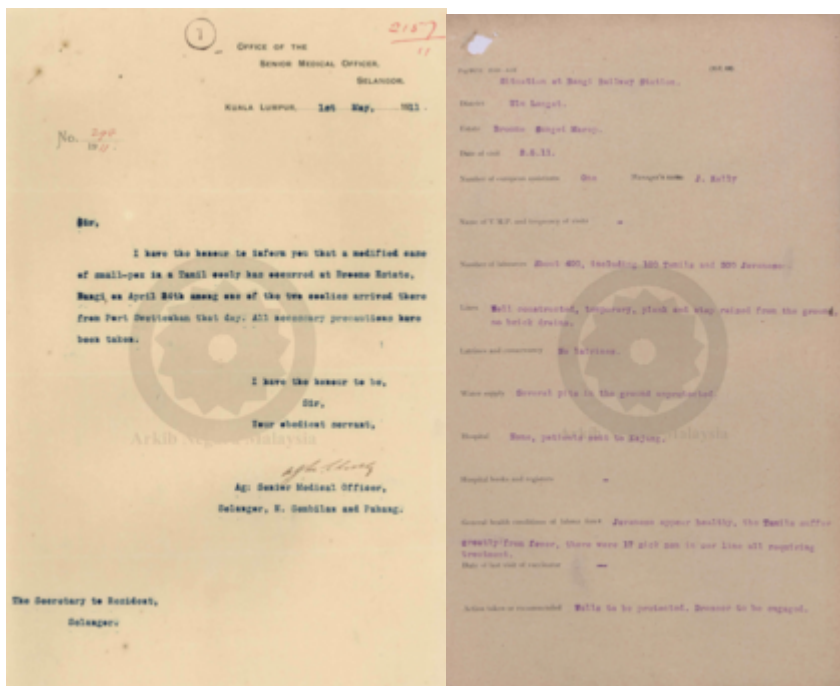 1
2157
11
OFFICE OF THE
SENIOR MEDICAL OFFICER,
SELANGOR.
KUALA LUMPUR, 1st May, 1911.
No. 290
1911.
Sir,
I have the honour to inform you that a modified case
of small-pox in a Tamil cooly has occurred at Broome Estate,
Bangi, on April 24th among one of the two coolies arrived there
from Port Swettenham that day. All necessary precautions have
been taken.
I have the honour to be,
Sir,
Your obedient servant,
Ag: Senior Medical Officer,
Selangor, N. Sembilan and Pahang.
The Secretary to Resident,
Selangor.
Arkib Negara Malaysia
Situation at Bangi Railway Station.
District Ulu Langat.
Estate Broome
Date of visit 2.5.11.
Number of european assistants One Manager's name J. Kelly
Name of V.M.P. and frequency of visits -
Number of labourers About 400, including 100 Tamils and 300 Javanese.
Lines Well constructed, temporary, plank and atap raised from the ground,
no brick drains.
Latrines and conservancy No latrines.
Water supply Several pits in the ground unprotected.
Hospital None, patients sent to Kajang.
Hospital books and registers -
General health conditions of labour force Javanese appear healthy, the Tamils suffer
greatly from fever, there were 17 sick men in one line all requiring
treatment.
Date of last visit of vaccinator -
Action taken or recommended Wells to be protected. Dresser to be engaged.
Arkib Negara Malaysia